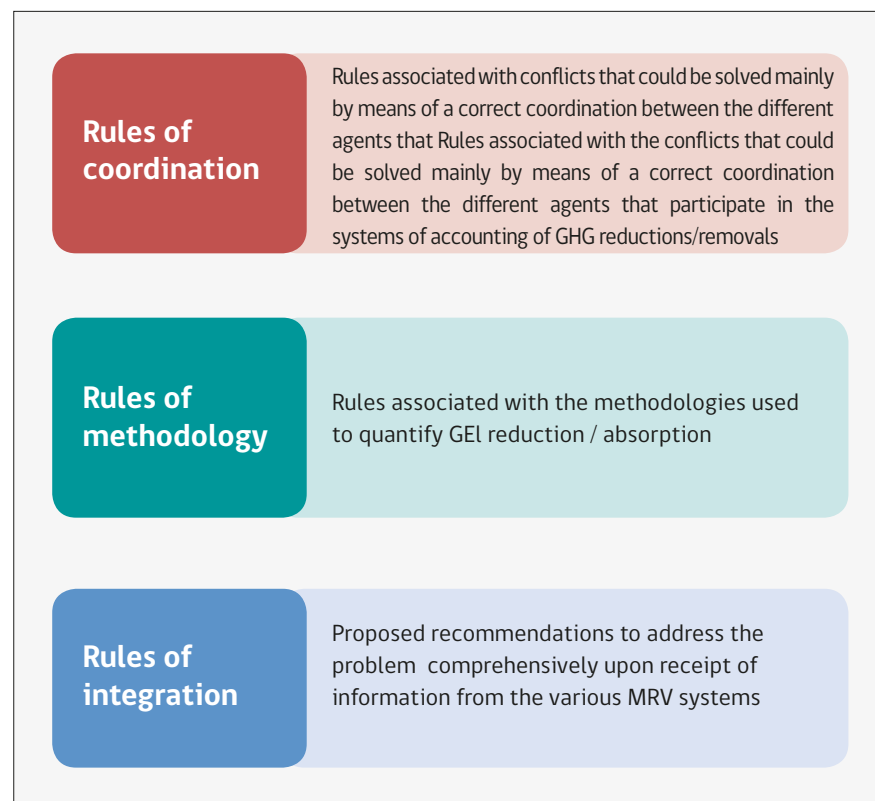 Rules of
coordination
Rules associated with conflicts that could be solved mainly
by means of a correct coordination between the different
agents that Rules associated with the conflicts that could
be solved mainly by means of a correct coordination
between the different agents that participate in the
systems of accounting of GHG reductions/removals
Rules of
methodology
Rules associated with the methodologies used
to quantify GEl reduction / absorption
Rules of
integration
Proposed recommendations to address the
problem comprehensively upon receipt of
information from the various MRV systems